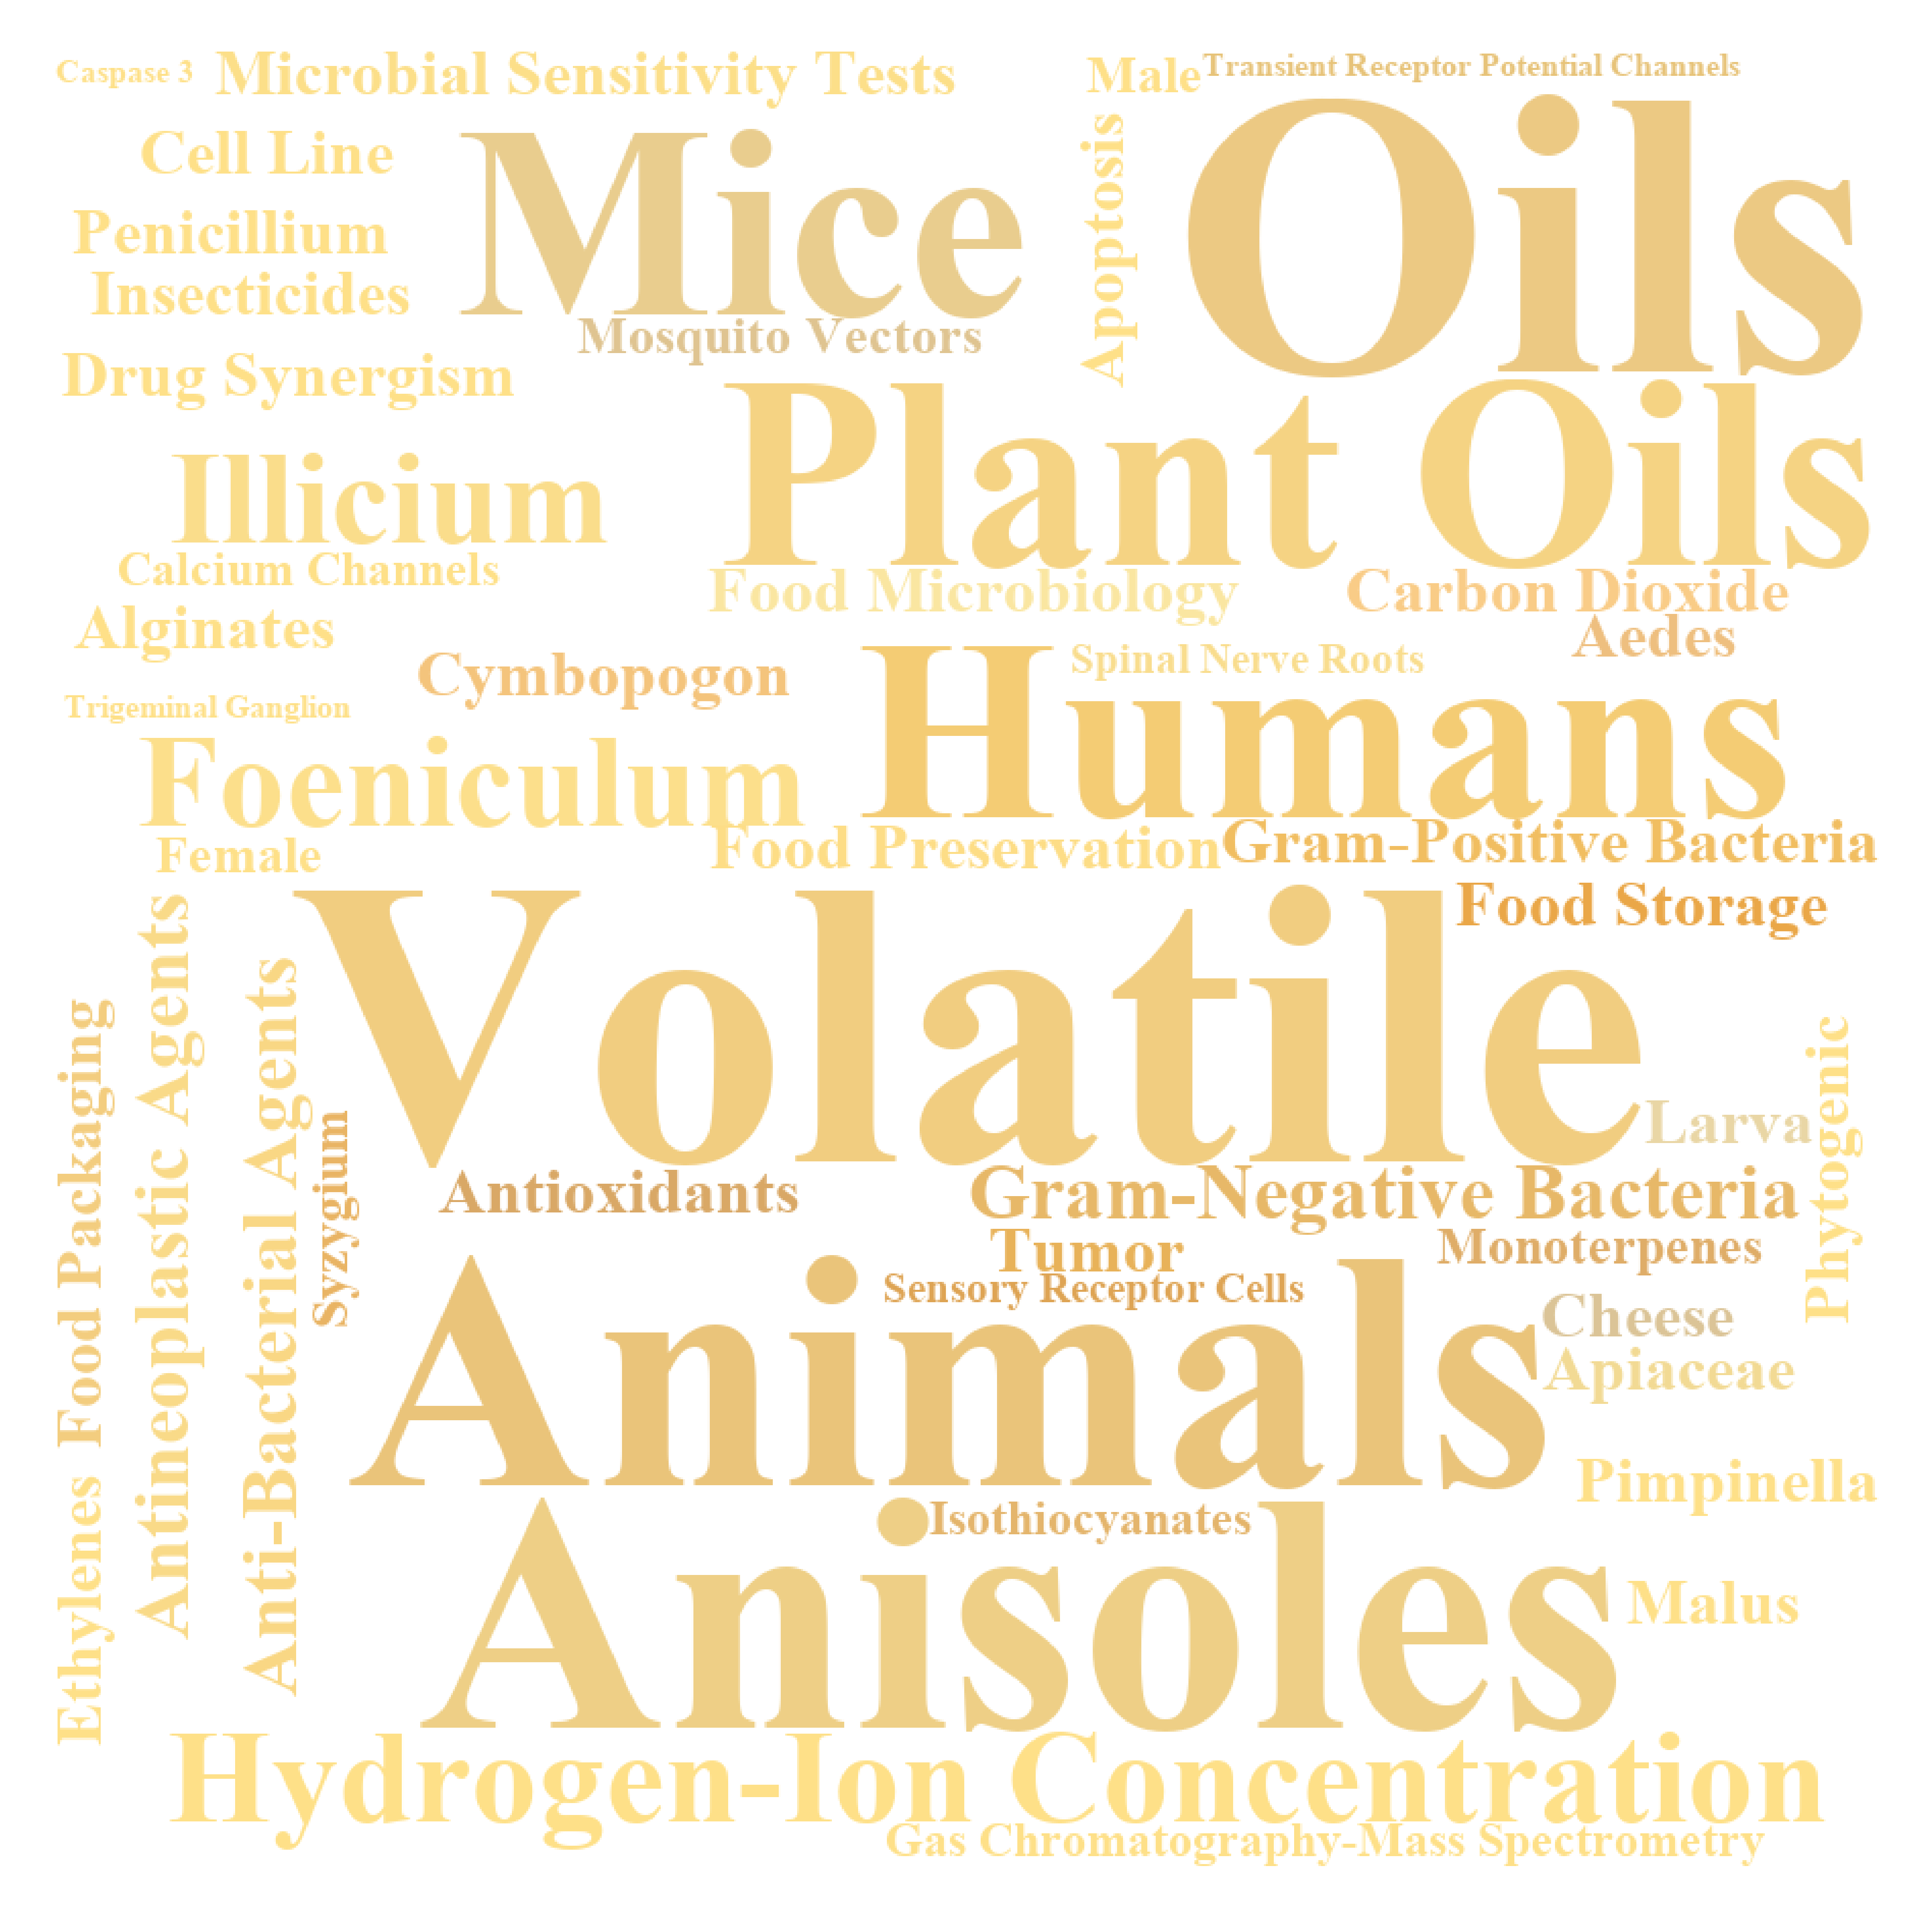 Caspase 3
Microbial Sensitivity Tests
Male
Transient Receptor Potential Channels
Cell Line
Mice
Apoptosis
Oils
Penicillium
Insecticides
Mosquito Vectors
Drug Synergism
Plant Oils
Illicium
Calcium Channels
Food Microbiology
Carbon Dioxide
Alginates
Aedes
Cymbopogon
Humans
Spinal Nerve Roots
Trigeminal Ganglion
Foeniculum
Female
Food Preservation
Gram-Positive Bacteria
Volatile
Food Storage
Food Packaging
Antineoplastic Agents
Anti-Bacterial Agents
Syzygium
Larva
Phytogenic
Antioxidants
Gram-Negative Bacteria
Tumor
Monoterpenes
Sensory Receptor Cells
Animals
Cheese
Apiaceae
Ethylenes
Pimpinella
Isothiocyanates
Anisoles
Malus
Hydrogen-Ion Concentration
Gas Chromatography-Mass Spectrometry